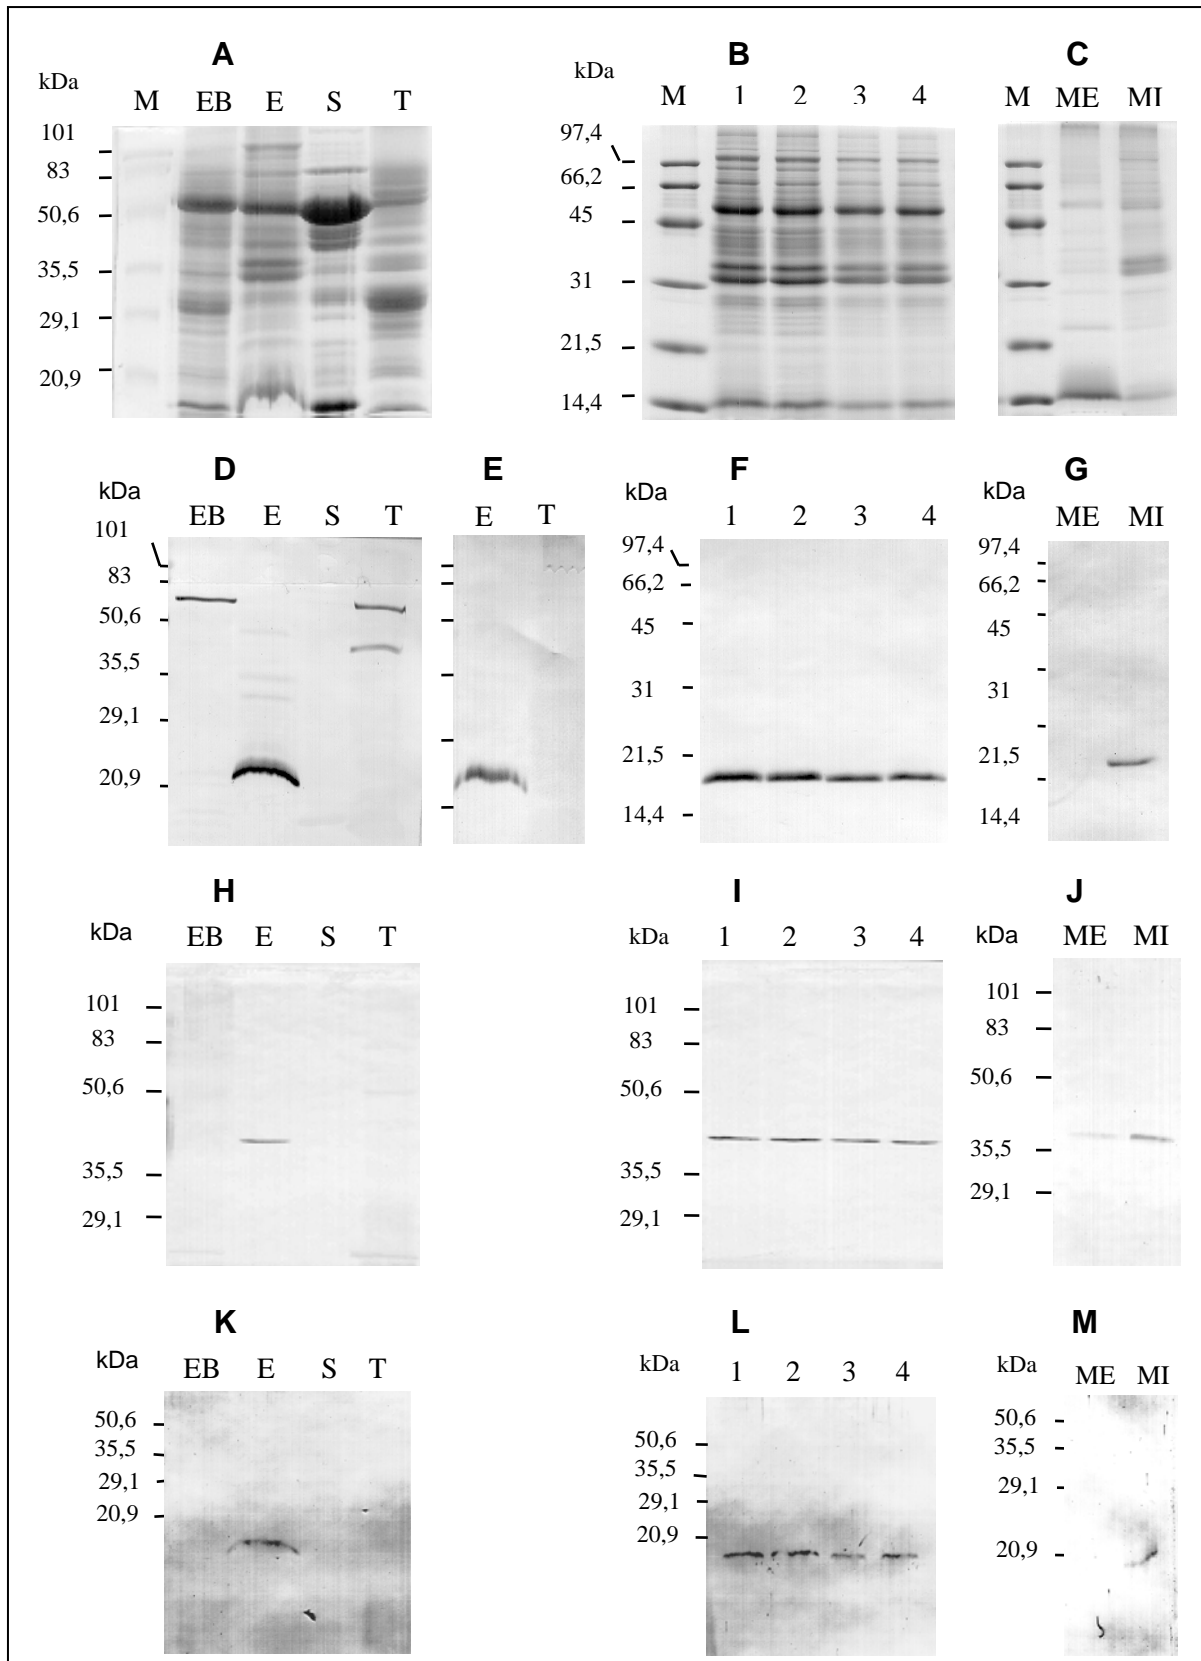 A
kDa
M EB E S T
101
83
50,6
35,5
29,1
20,9
B
kDa
M 1 2 3 4
97,4
66,2
45
31
21,5
14,4
C
M ME MI
D
kDa
EB E S T
101
83
50,6
35,5
29,1
20,9
E
E T
F
kDa
1 2 3 4
97,4
66,2
45
31
21,5
14,4
G
kDa
ME MI
97,4
66,2
45
31
21,5
14,4
H
kDa
EB E S T
101
83
50,6
35,5
29,1
I
kDa
1 2 3 4
101
83
50,6
35,5
29,1
J
kDa
ME MI
101
83
50,6
35,5
29,1
K
kDa
EB E S T
50,6
35,5
29,1
20,9
L
kDa
1 2 3 4
50,6
35,5
29,1
20,9
M
kDa
ME MI
50,6
35,5
29,1
20,9